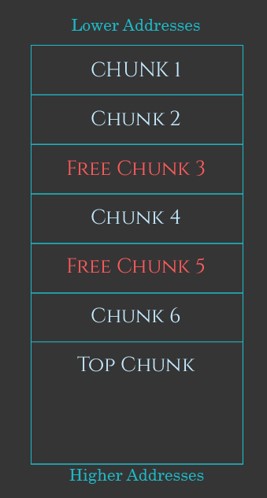 Lower Addresses
Chunk 1
Chunk 2
Free Chunk 3
Chunk 4
Free Chunk 5
Chunk 6
Top Chunk
Higher Addresses